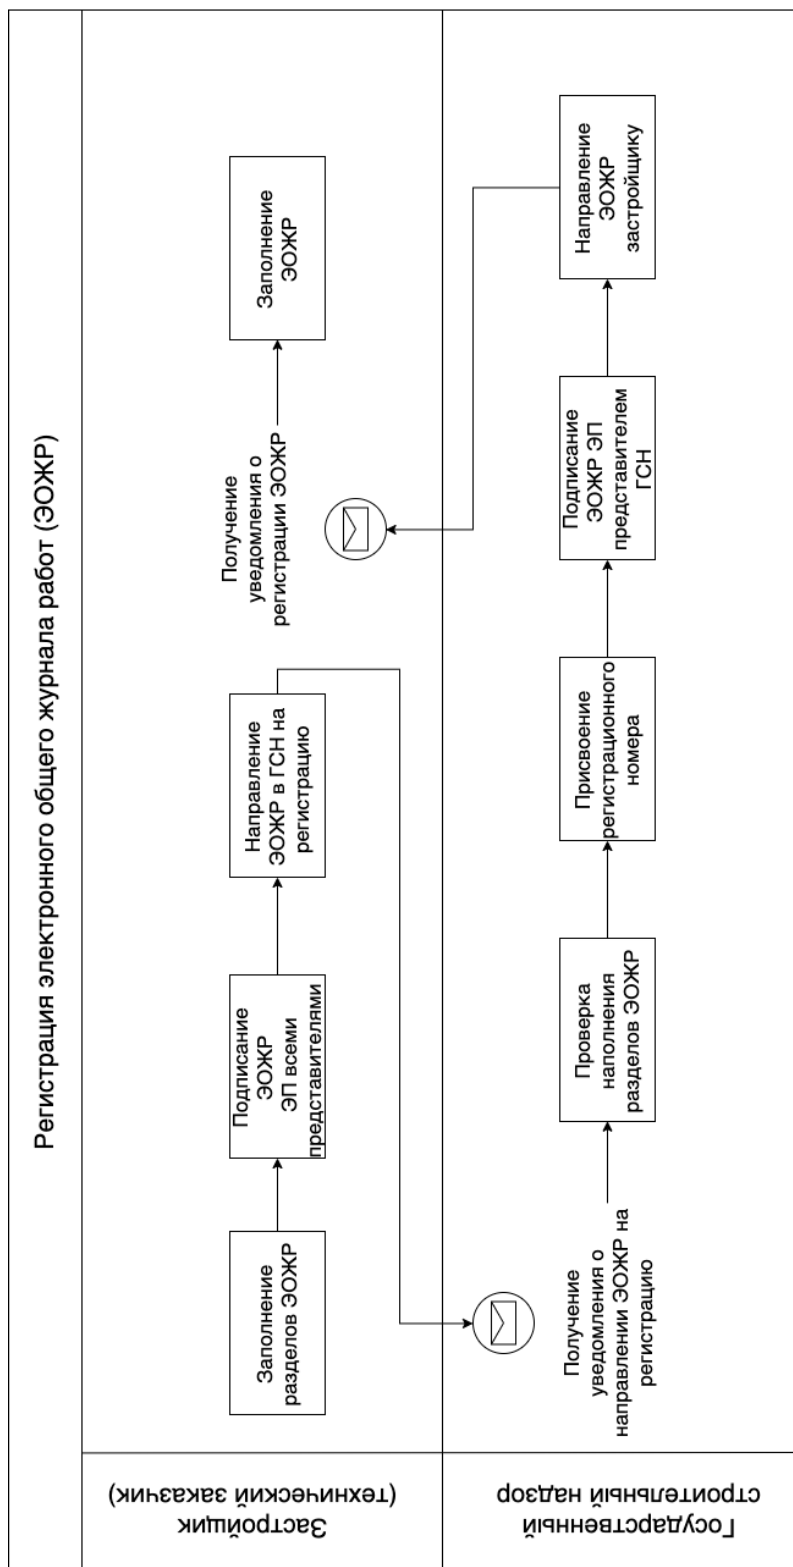 Регистрация электронного общего журнала работ (ЭОЖР)
Застройщик
(технический заказчик)
Заполнение
разделов ЭОЖР
Подписание
ЭОЖР
ЭП всеми
представителями
Направление
ЭОЖР в ГСН на
регистрацию
Получение
уведомления о
регистрации ЭОЖР
Заполнение
ЭОЖР
Государственный
строительный надзор
Получение
уведомления о
направлении ЭОЖР на
регистрацию
Проверка
наполнения
разделов ЭОЖР
Присвоение
регистрационного
номера
Подписание
ЭОЖР ЭП
представителем
ГСН
Направление
ЭОЖР
застройщику